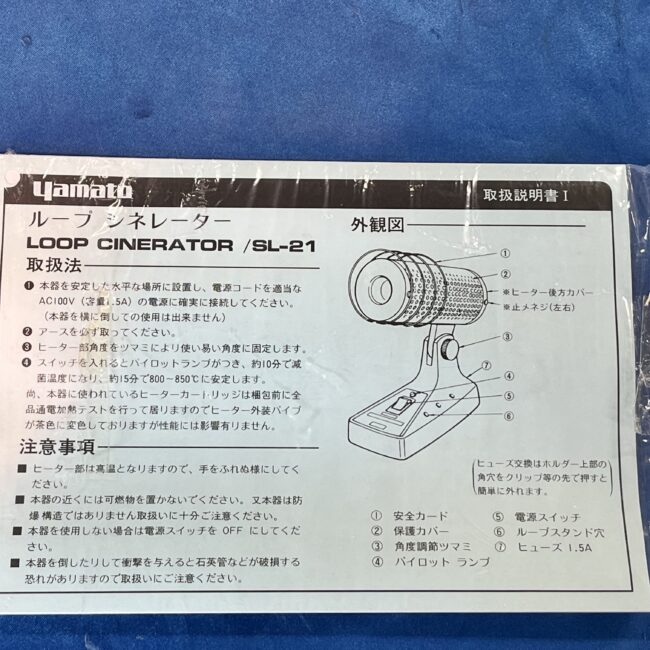 yamato
取扱説明書 I
ループ シネレーター
LOOP CINERATOR /SL-21
取扱法
❶ 本器を安定した水平な場所に設置し、電源コードを適当な
AC100V（容量1.5A）の電源に確実に接続してください。
（本器を横に倒しての使用は出来ません）
❷ アースを必ず取ってください。
❸ ヒーター部角度をツマミにより使い易い角度に固定します。
❹ スイッチを入れるとパイロットランプがつき、約10分で減
菌温度になり、約15分で800～850℃に安定します。
尚、本器に使われているヒーターカートリッジは梱包前に全
品通電加熱テストを行って居りますのでヒーター外装パイプ
が茶色に変色しておりますが性能には影響有りません。
注意事項
■ ヒーター部は高温となりますので、手をふれぬ様にしてく
ださい。
■ 本器の近くには可燃物を置かないでください。又本器は防
爆構造ではありません取扱いに十分ご注意ください。
■ 本器を使用しない場合は電源スイッチを OFF にしてくだ
さい。
■ 本器を倒したりして衝撃を与えると石英管などが破損する
恐れがありますので取扱いにご注意ください。
外観図
①
②
※ヒーター後方カバー
※止メネジ(左右)
③
⑦
④
⑤
⑥
ヒューズ交換はホルダー上部の
角穴をクリップ等の先で押すと
簡単に外れます。
① 安全カード ⑤ 電源スイッチ
② 保護カバー ⑥ ループスタンド穴
③ 角度調節ツマミ ⑦ ヒューズ 1.5A
④ パイロット ランプ